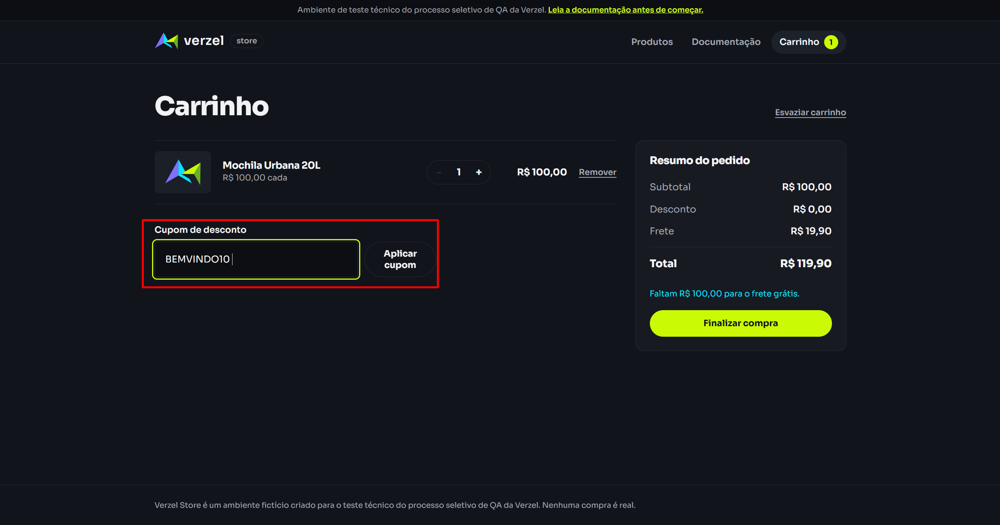 Ambiente de teste técnico do processo seletivo de QA da Verzel. Leia a documentação antes de começar.
verzel store
Produtos Documentação Carrinho 1
Carrinho
Esvaziar carrinho
Mochila Urbana 20L
R$ 100,00 cada
- 1 + R$ 100,00 Remover
Cupom de desconto
BEMVINDO10
Aplicar
cupom
Resumo do pedido
Subtotal R$ 100,00
Desconto R$ 0,00
Frete R$ 19,90
Total R$ 119,90
Faltam R$ 100,00 para o frete grátis.
Finalizar compra
Verzel Store é um ambiente fictício criado para o teste técnico do processo seletivo de QA da Verzel. Nenhuma compra é real.